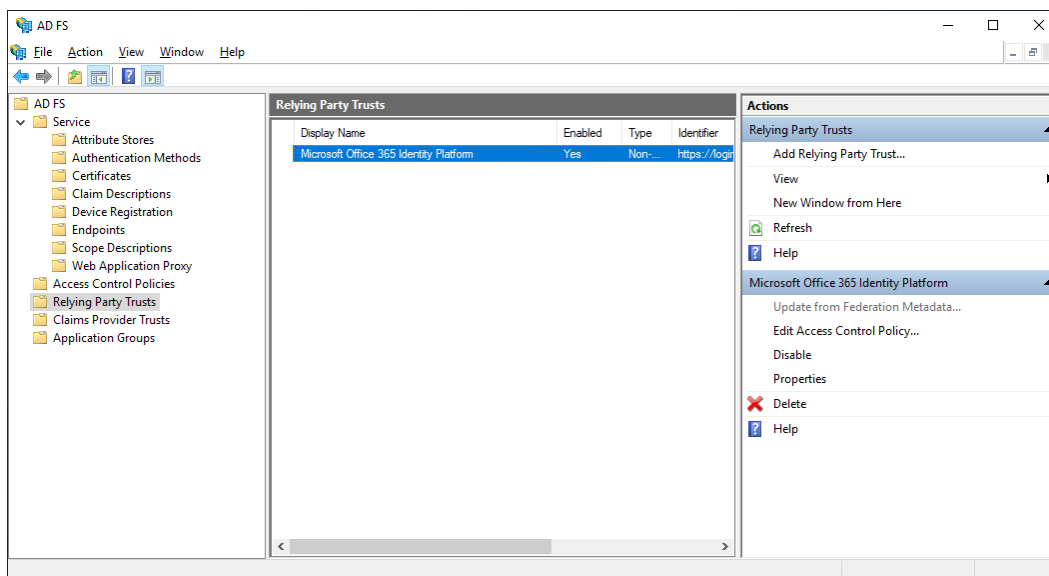 AD FS
File Action View Window Help
AD FS
Service
Attribute Stores
Authentication Methods
Certificates
Claim Descriptions
Device Registration
Endpoints
Scope Descriptions
Web Application Proxy
Access Control Policies
Relying Party Trusts
Claims Provider Trusts
Application Groups
Relying Party Trusts
Display Name Enabled Type Identifier
Microsoft Office 365 Identity Platform Yes Non-... https://login
Actions
Relying Party Trusts
Add Relying Party Trust...
View
New Window from Here
Refresh
Help
Microsoft Office 365 Identity Platform
Update from Federation Metadata...
Edit Access Control Policy...
Disable
Properties
Delete
Help